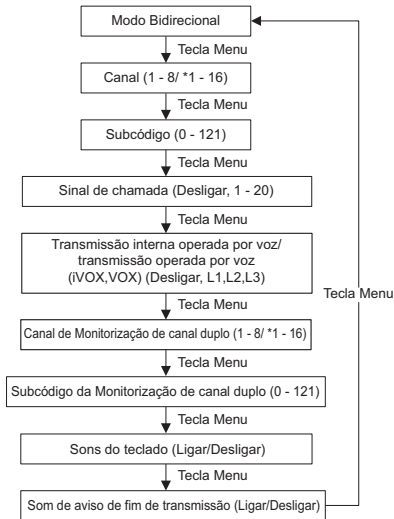 Modo Bidirecional
Tecla Menu
Canal (1 - 8/ *1 - 16)
Tecla Menu
Subcódigo (0 - 121)
Tecla Menu
Sinal de chamada (Desligar, 1 - 20)
Tecla Menu
Transmissão interna operada por voz/
transmissão operada por voz
(iVOX,VOX) (Desligar, L1,L2,L3)
Tecla Menu
Tecla Menu
Canal de Monitorização de canal duplo (1 - 8/ *1 - 16)
Tecla Menu
Subcódigo da Monitorização de canal duplo (0 - 121)
Tecla Menu
Sons do teclado (Ligar/Desligar)
Tecla Menu
Som de aviso de fim de transmissão (Ligar/Desligar)